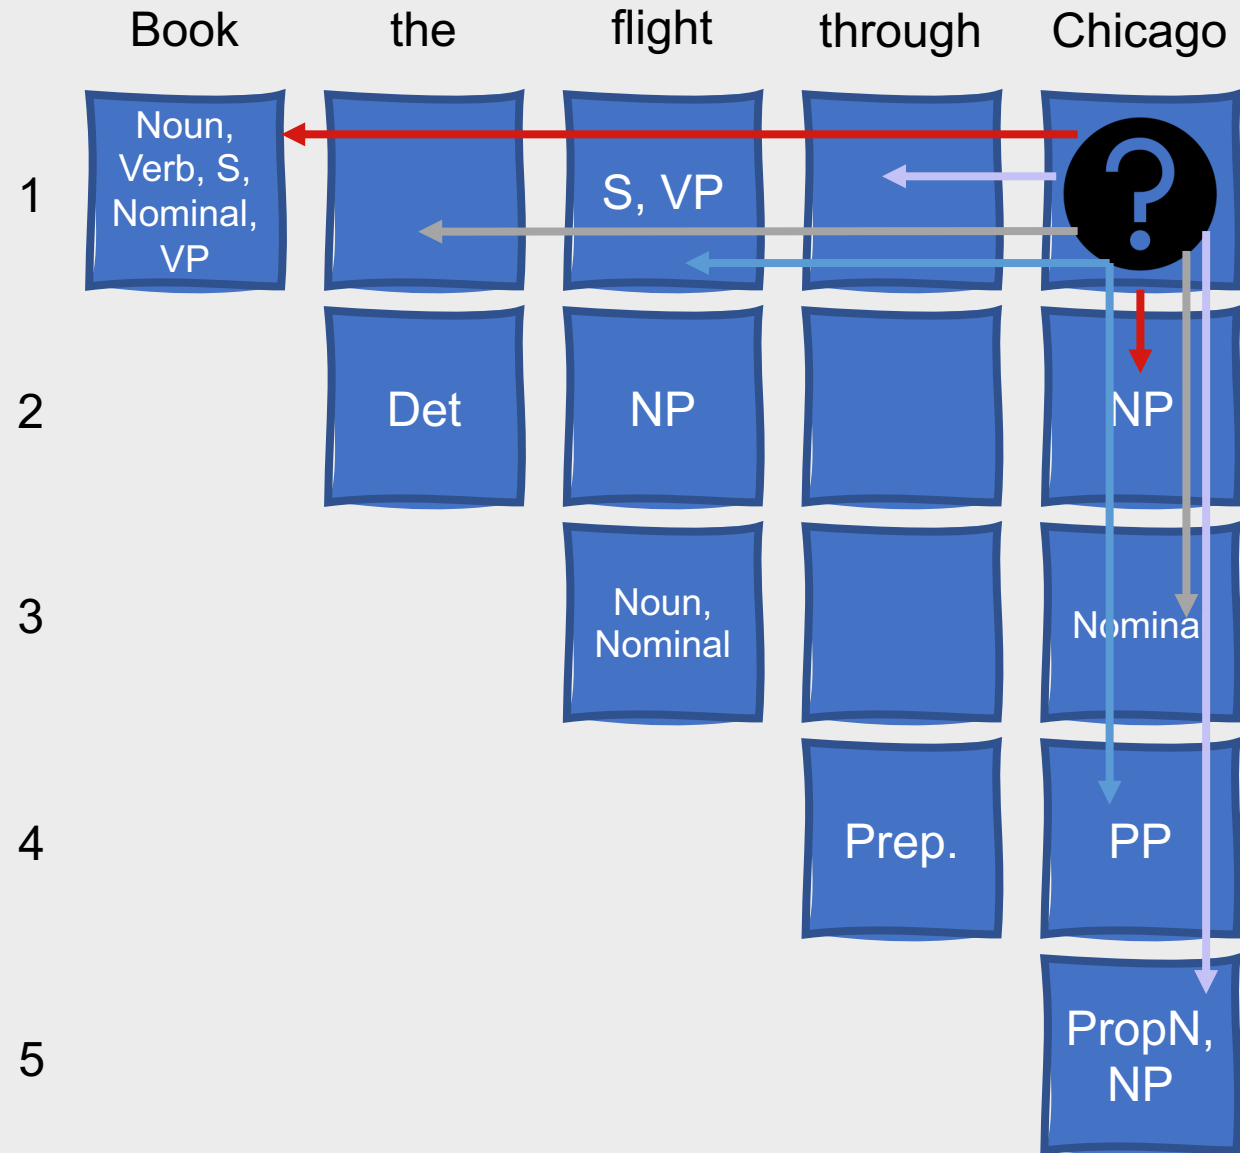 Book the flight through Chicago
1
Noun,
Verb, S,
Nominal,
VP
S, VP
?
2
Det
NP
NP
3
Noun,
Nominal
Nomina
4
Prep.
PP
5
PropN,
NP